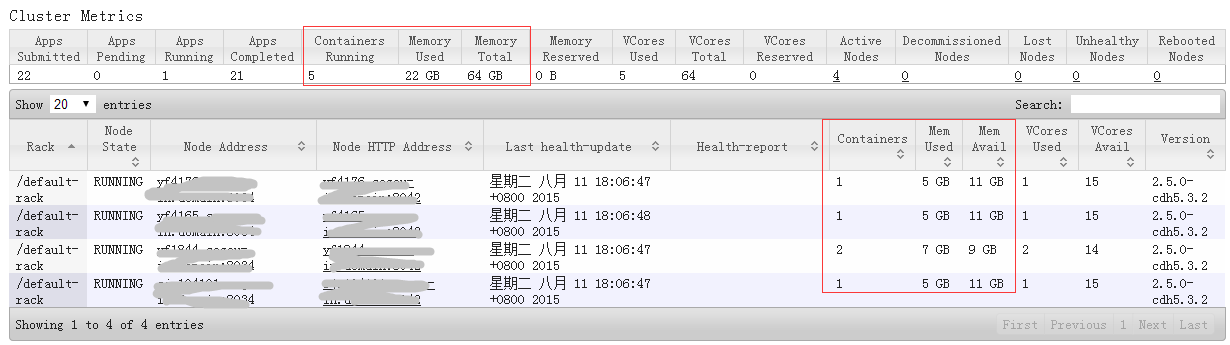 Cluster Metrics
Apps Submitted Apps Pending Apps Running Apps Completed Containers Running Memory Used Memory Total Memory Reserved VCores Used VCores Total VCores Reserved Active Nodes Decommissioned Nodes Lost Nodes Unhealthy Nodes Rebooted Nodes
22 0 1 21 5 22 GB 64 GB 0 B 5 64 0 4 0 0 0 0
Show 20 entries Search:
Rack Node State Node Address Node HTTP Address Last health-update Health-report Containers Mem Used Mem Avail VCores Used VCores Avail Version
/default-rack RUNNING 星期二 八月 11 18:06:47 +0800 2015 1 5 GB 11 GB 1 15 2.5.0-cdh5.3.2
/default-rack RUNNING 星期二 八月 11 18:06:48 +0800 2015 1 5 GB 11 GB 1 15 2.5.0-cdh5.3.2
/default-rack RUNNING 星期二 八月 11 18:06:47 +0800 2015 2 7 GB 9 GB 2 14 2.5.0-cdh5.3.2
/default-rack RUNNING 星期二 八月 11 18:06:47 +0800 2015 1 5 GB 11 GB 1 15 2.5.0-cdh5.3.2
Showing 1 to 4 of 4 entries First Previous 1 Next Last